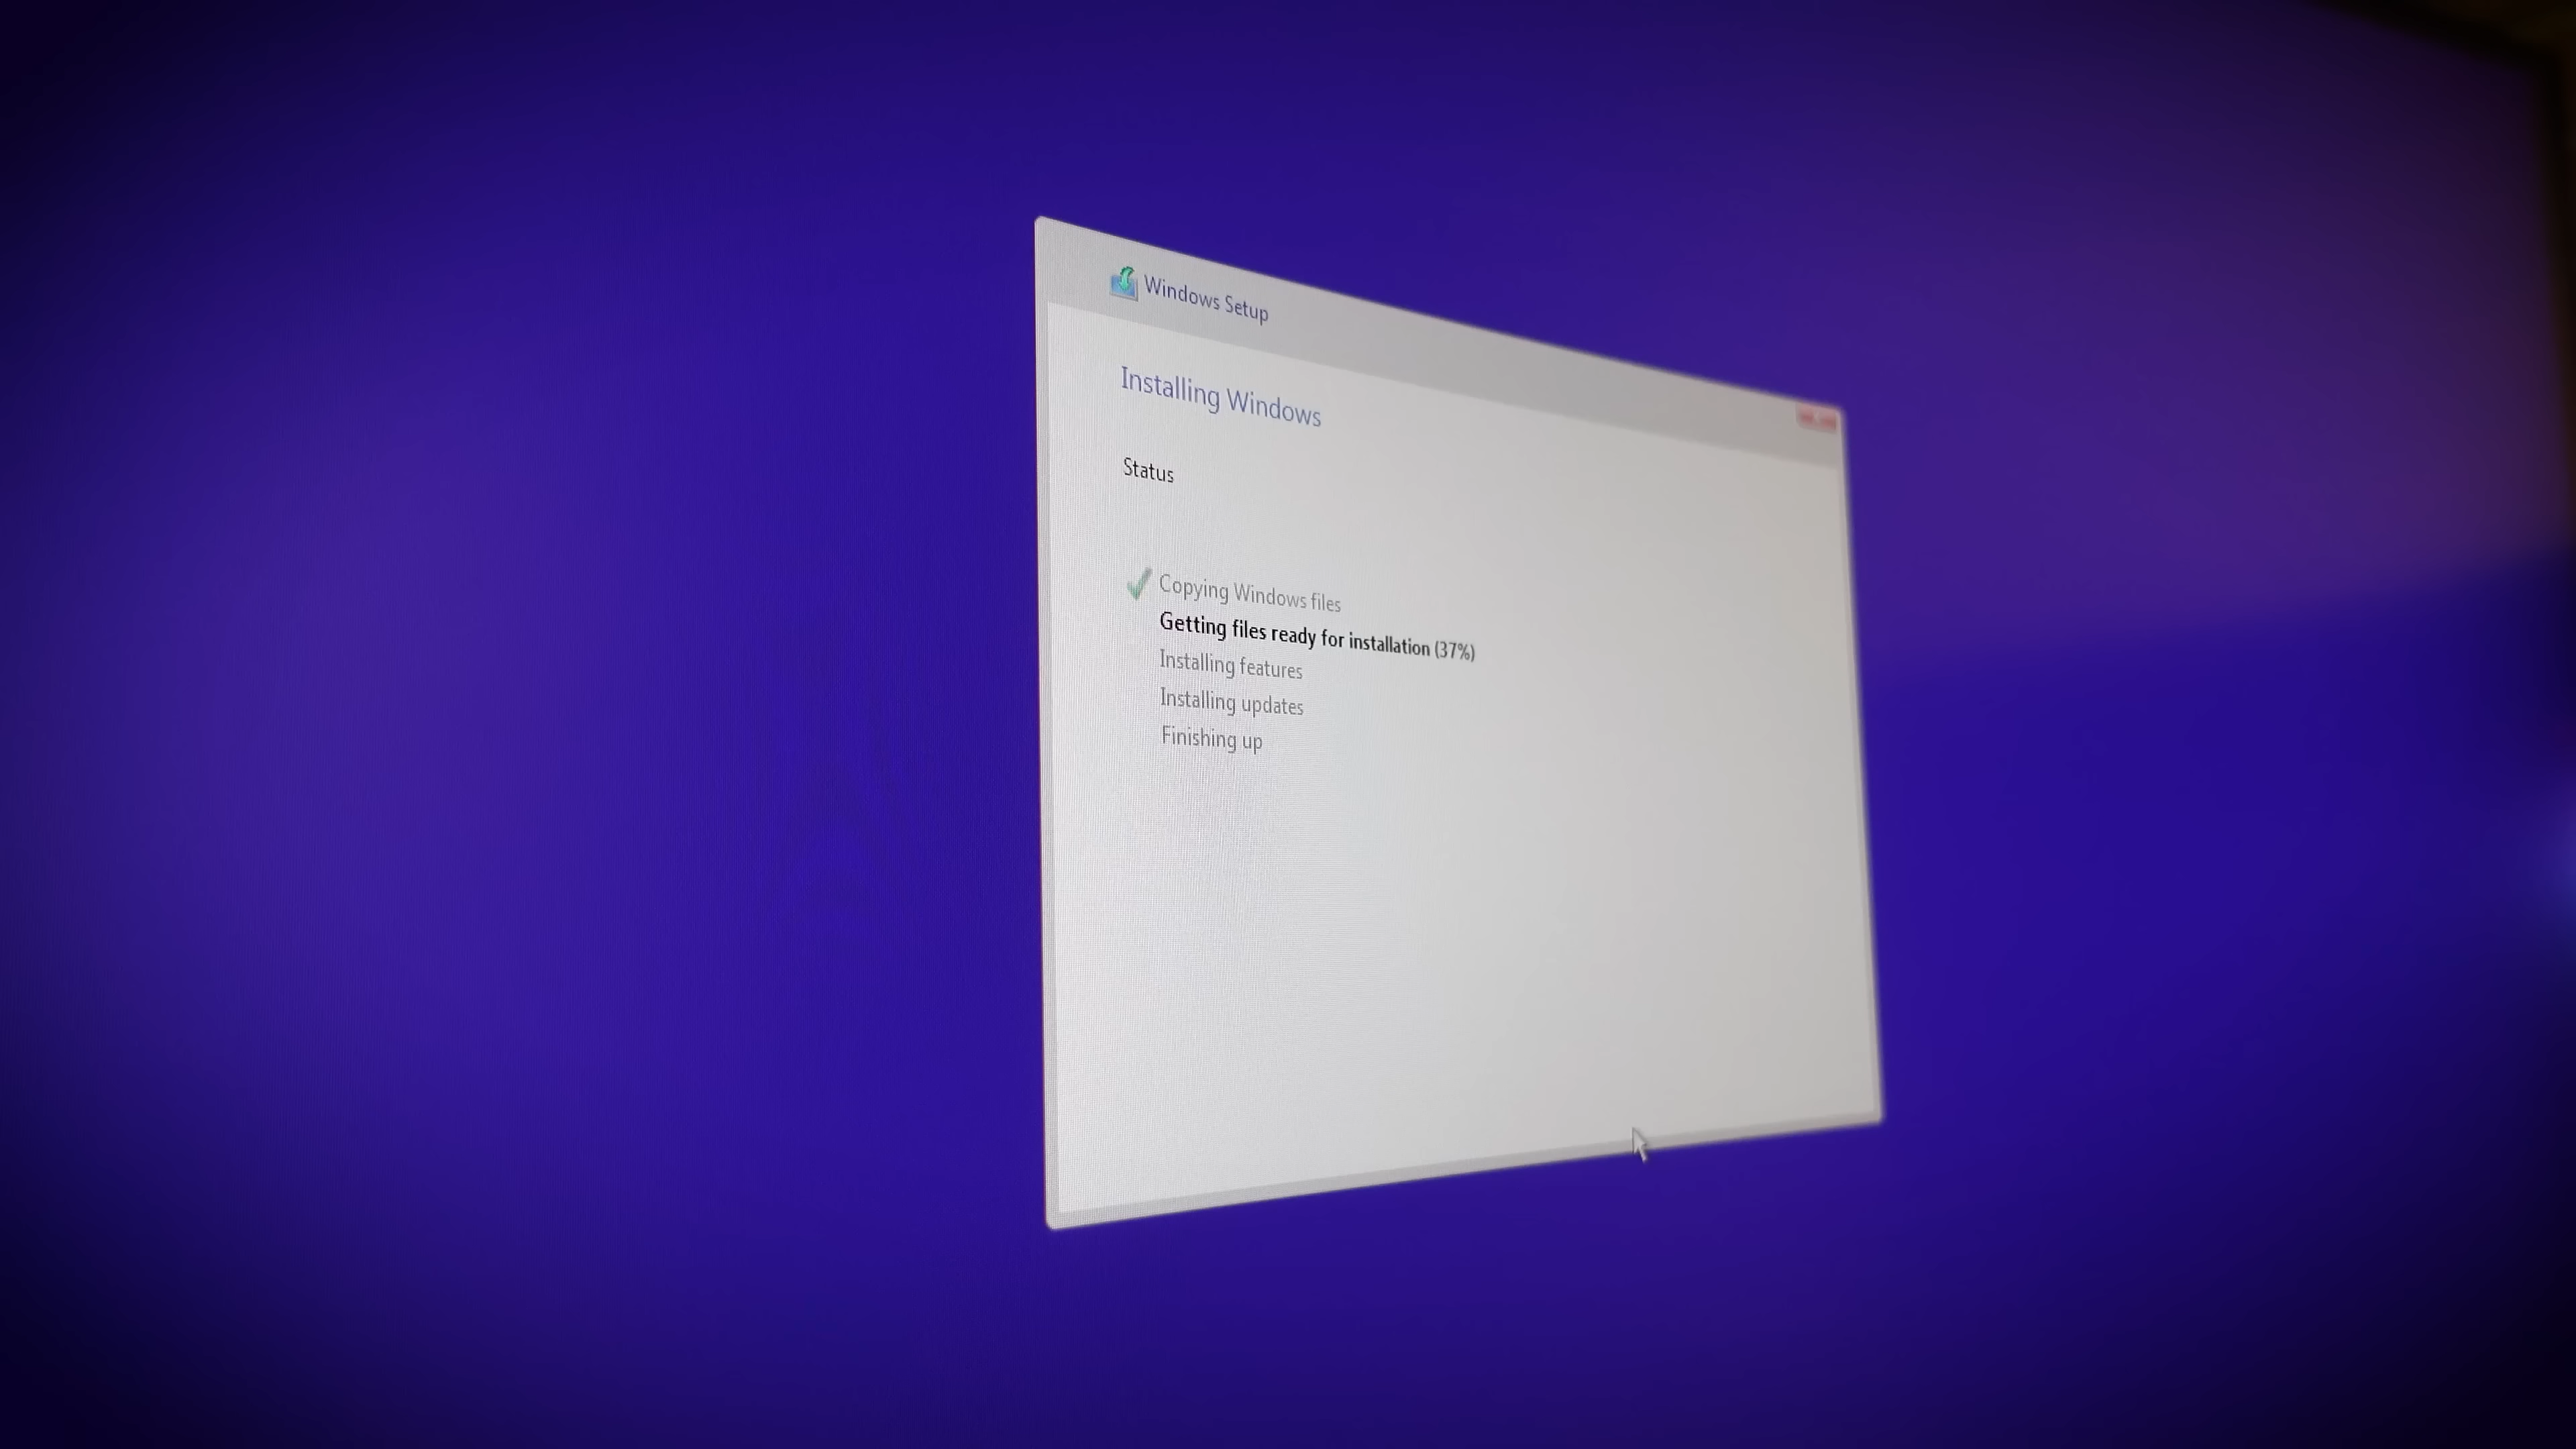 Windows Setup
Installing Windows
Status
Copying Windows files
Getting files ready for installation (37%)
Installing features
Installing updates
Finishing up